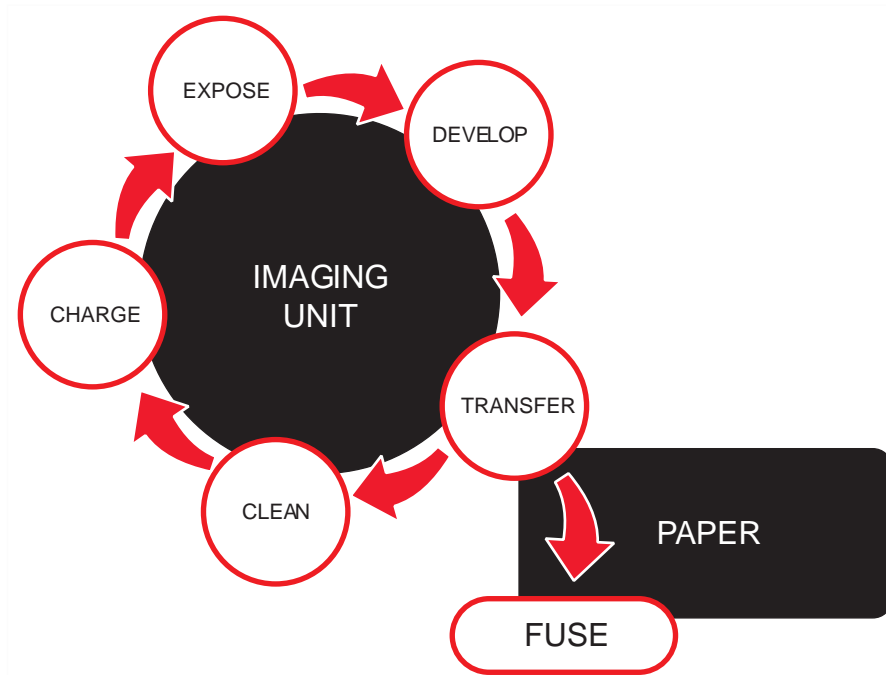 EXPOSE
DEVELOP
IMAGING
UNIT
CHARGE
TRANSFER
CLEAN
PAPER
FUSE